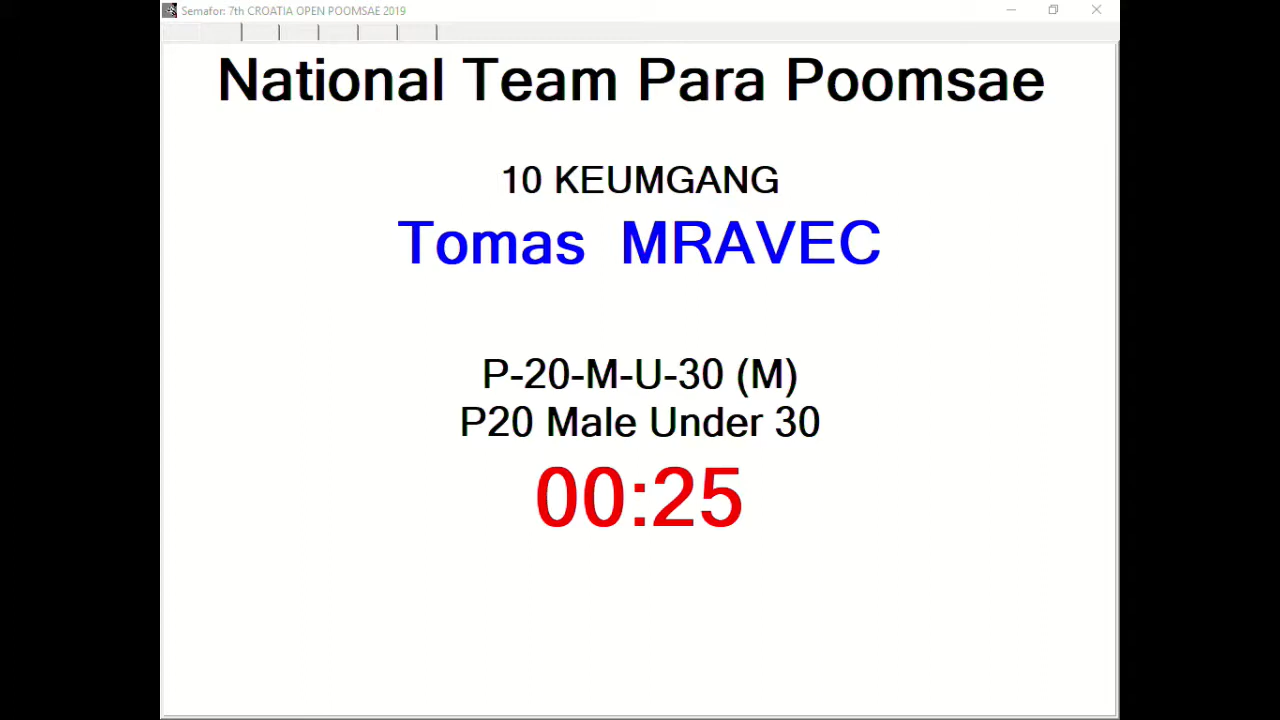 Semafor: 7th CROATIA OPEN POOMSAE 2019
National Team Para Poomsae
10 KEUMGANG
Tomas MRAVEC
P-20-M-U-30 (M)
P20 Male Under 30
00:25